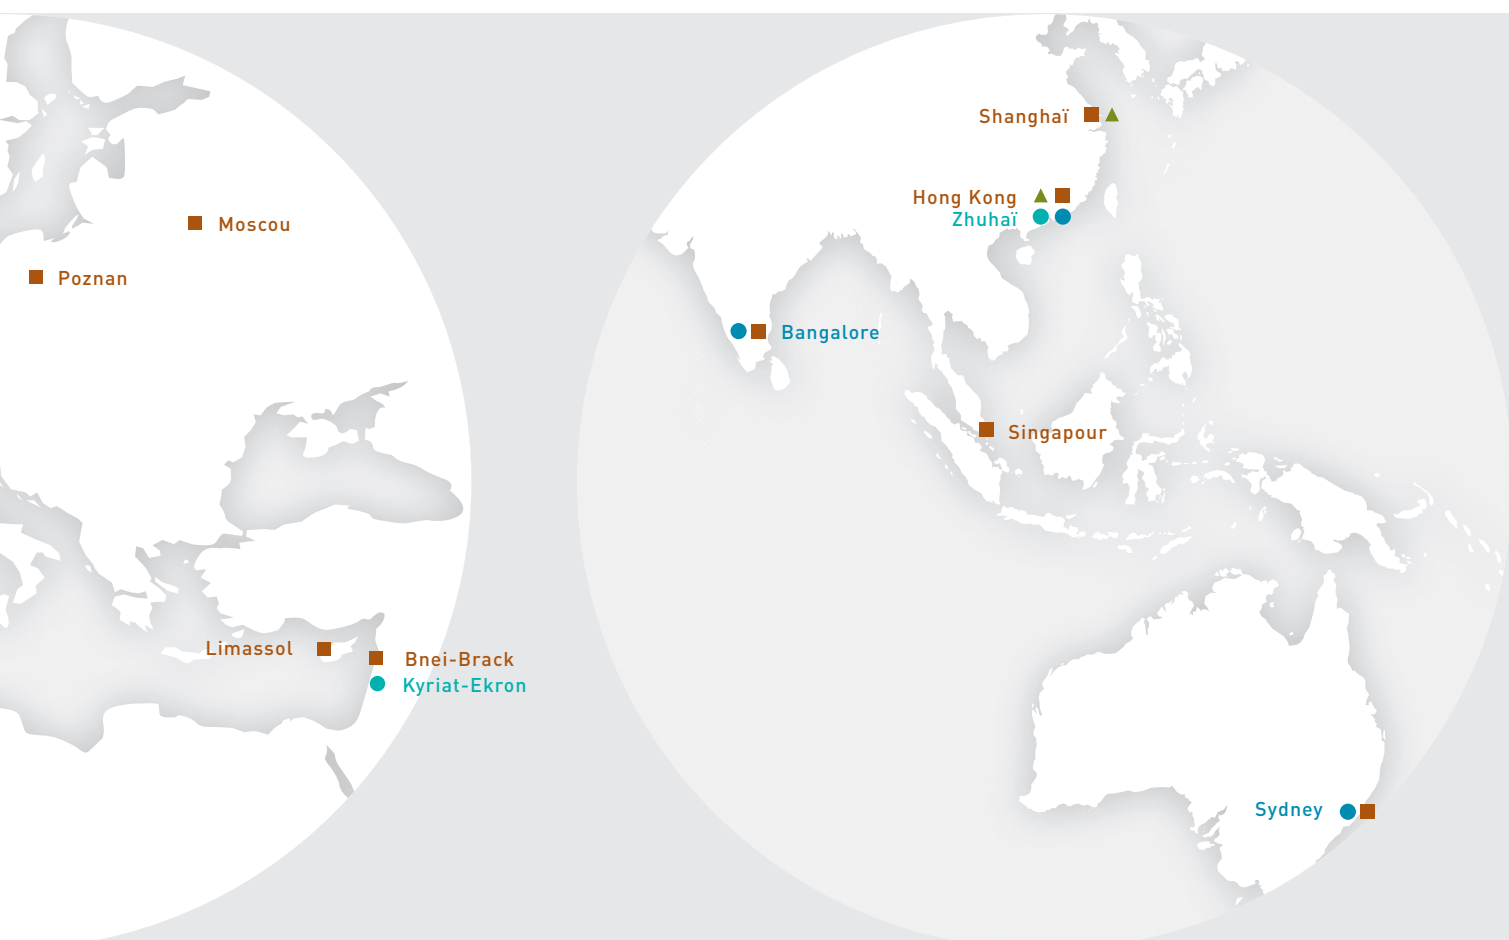 Moscou
Poznan
Limassol
Bnei-Brack
Kyriat-Ekron
Shanghaï
Hong Kong
Zhuhaï
Bangalore
Singapour
Sydney